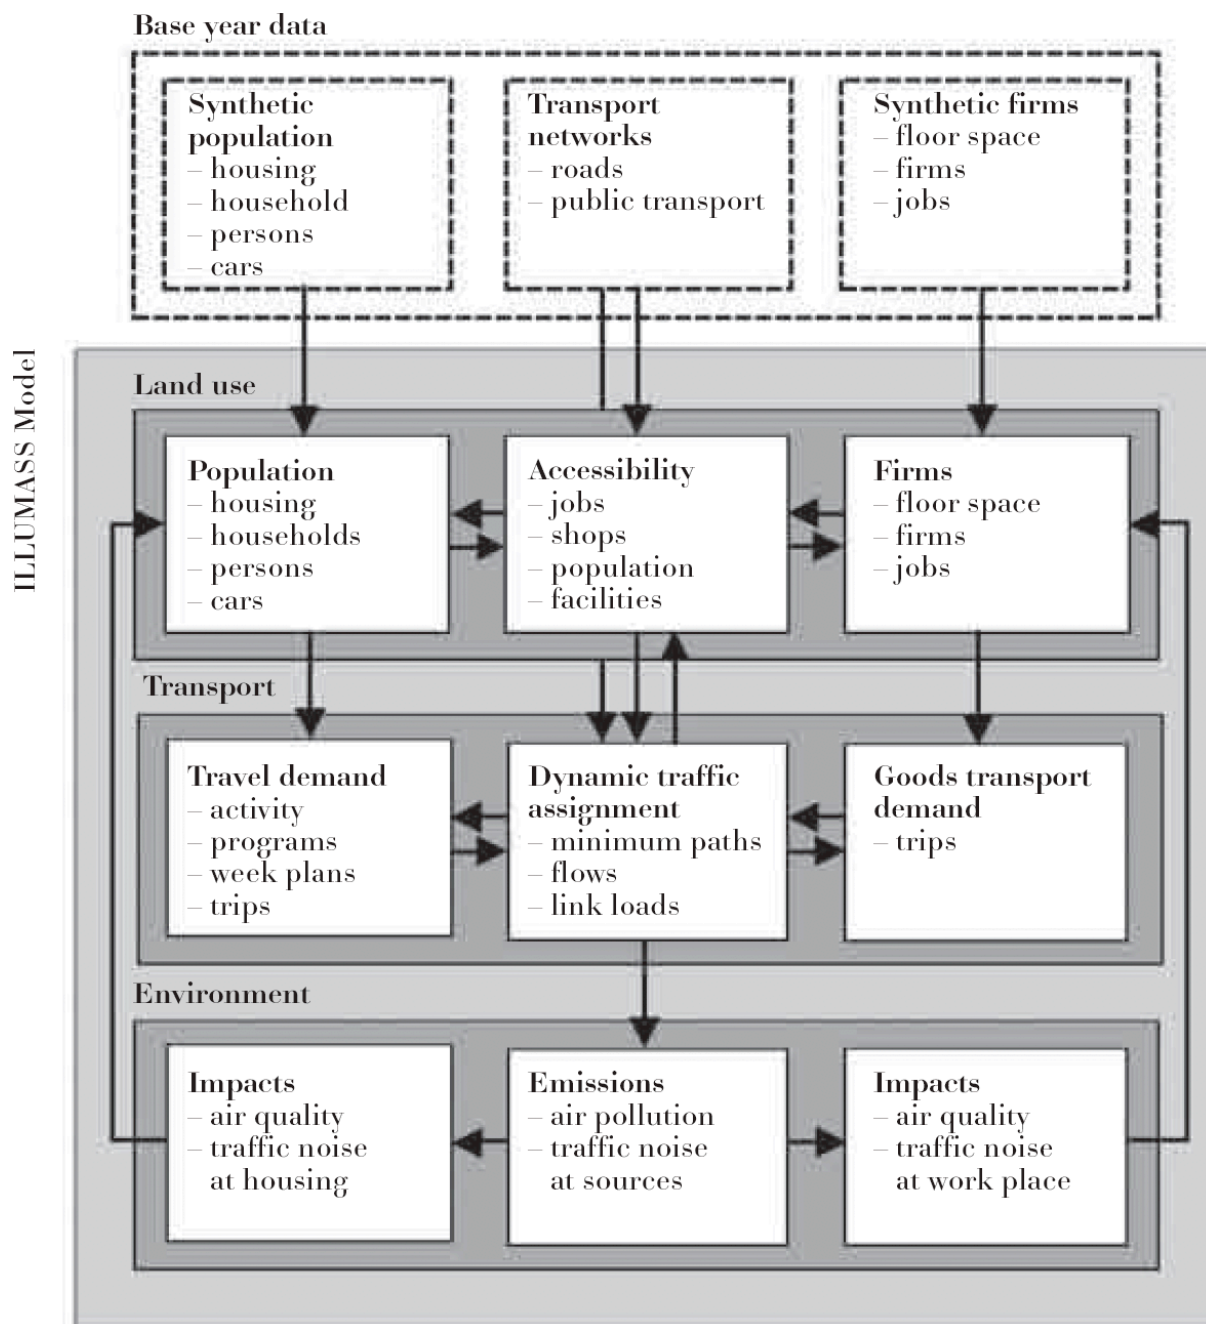 Base year data
Synthetic
population
– housing
– household
– persons
– cars
Transport
networks
– roads
– public transport
Synthetic firms
– floor space
– firms
– jobs
ILLUMASS Model
Land use
Population
– housing
– households
– persons
– cars
Accessibility
– jobs
– shops
– population
– facilities
Firms
– floor space
– firms
– jobs
Transport
Travel demand
– activity
– programs
– week plans
– trips
Dynamic traffic
assignment
– minimum paths
– flows
– link loads
Goods transport
demand
– trips
Environment
Impacts
– air quality
– traffic noise
at housing
Emissions
– air pollution
– traffic noise
at sources
Impacts
– air quality
– traffic noise
at work place